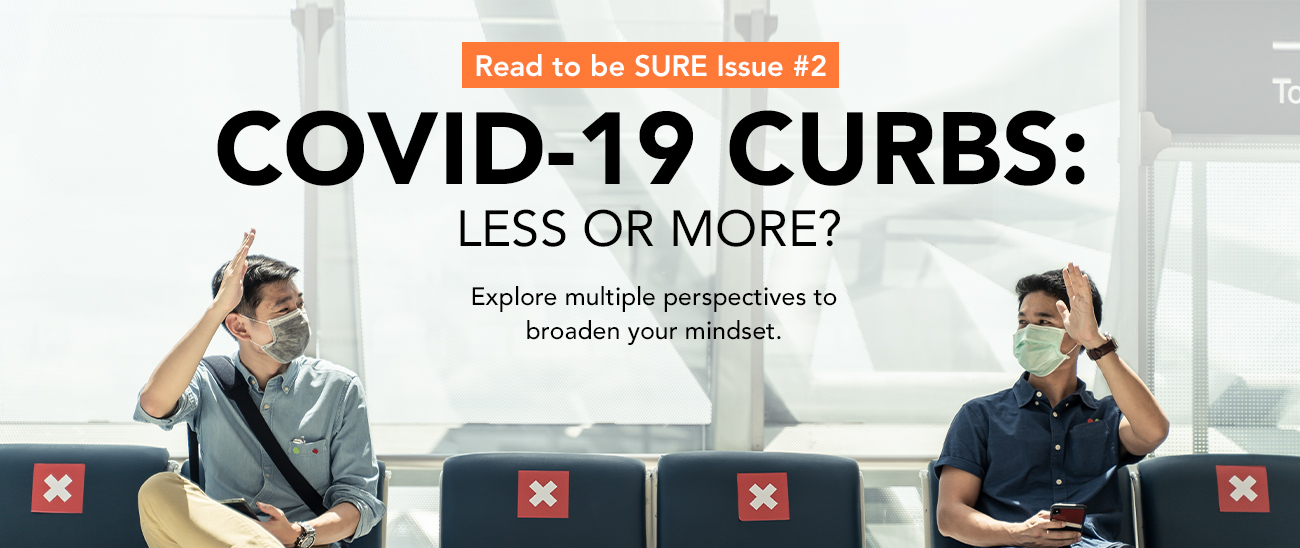 Read to be SURE Issue #2
COVID-19 CURBS:
LESS OR MORE?
Explore multiple perspectives to
broaden your mindset.
To